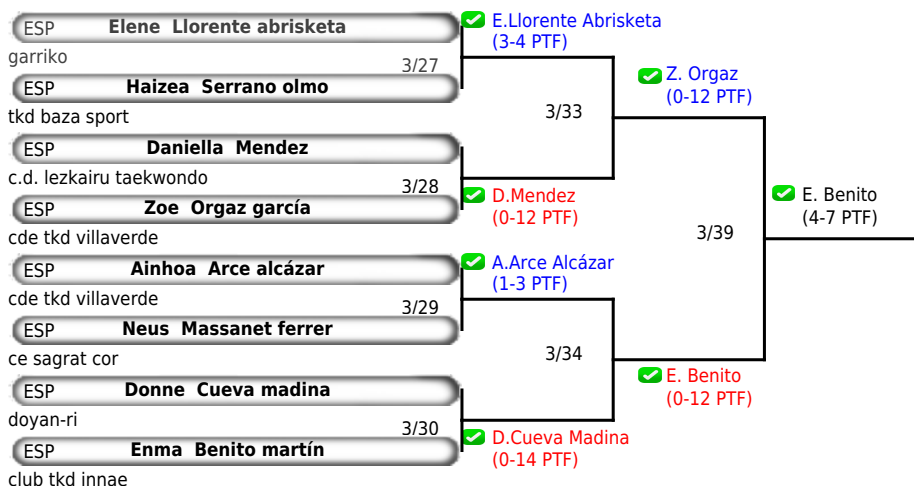 ESP Elene Llorente abrisketa
garriko
3/27
ESP Haizea Serrano olmo
tkd baza sport
ESP Daniella Mendez
c.d. lezkairu taekwondo
3/28
ESP Zoe Orgaz garcía
cde tkd villaverde
ESP Ainhoa Arce alcázar
cde tkd villaverde
3/29
ESP Neus Massanet ferrer
ce sagrat cor
ESP Donne Cueva madina
doyan-ri
3/30
ESP Enma Benito martín
club tkd innae
E.Llorente Abrisketa
(3-4 PTF)
3/33
D.Mendez
(0-12 PTF)
A.Arce Alcázar
(1-3 PTF)
3/34
D.Cueva Madina
(0-14 PTF)
Z. Orgaz
(0-12 PTF)
3/39
E. Benito
(0-12 PTF)
E. Benito
(4-7 PTF)